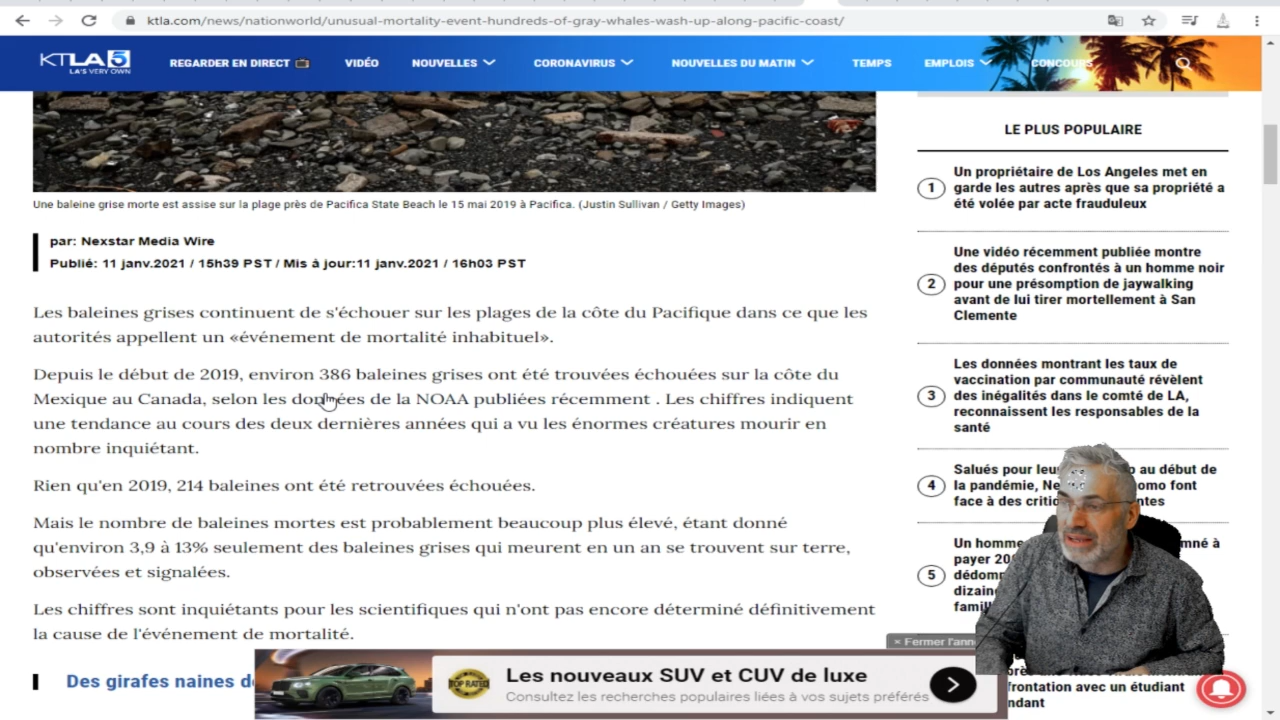 ktla.com/news/nationworld/unusual-mortality-event-hundreds-of-gray-whales-wash-up-along-pacific-coast/
KTLA 5
LA'S VERY OWN
REGARDER EN DIRECT
VIDÉO
NOUVELLES
CORONAVIRUS
NOUVELLES DU MATIN
TEMPS
EMPLOIS
CONCOURS
Une baleine grise morte est assise sur la plage près de Pacifica State Beach le 15 mai 2019 à Pacifica. (Justin Sullivan / Getty Images)
par: Nexstar Media Wire
Publié: 11 janv.2021 / 15h39 PST / Mis à jour:11 janv.2021 / 16h03 PST
Les baleines grises continuent de s'échouer sur les plages de la côte du Pacifique dans ce que les
autorités appellent un «événement de mortalité inhabituel».
Depuis le début de 2019, environ 386 baleines grises ont été trouvées échouées sur la côte du
Mexique au Canada, selon les données de la NOAA publiées récemment . Les chiffres indiquent
une tendance au cours des deux dernières années qui a vu les énormes créatures mourir en
nombre inquiétant.
Rien qu'en 2019, 214 baleines ont été retrouvées échouées.
Mais le nombre de baleines mortes est probablement beaucoup plus élevé, étant donné
qu'environ 3,9 à 13% seulement des baleines grises qui meurent en un an se trouvent sur terre,
observées et signalées.
Les chiffres sont inquiétants pour les scientifiques qui n'ont pas encore déterminé définitivement
la cause de l'événement de mortalité.
Des girafes naines
LE PLUS POPULAIRE
1
Un propriétaire de Los Angeles met en
garde les autres après que sa propriété a
été volée par acte frauduleux
2
Une vidéo récemment publiée montre
des députés confrontés à un homme noir
pour une présomption de jaywalking
avant de lui tirer mortellement à San
Clemente
3
Les données montrant les taux de
vaccination par communauté révèlent
des inégalités dans le comté de LA,
reconnaissent les responsables de la
santé
4
Salués pour au début de
la pandémie, font
face à des
5
Un homme à
payer
frontation avec un étudiant
× Fermer
TOP RATED
Les nouveaux SUV et CUV de luxe
Consultez les recherches populaires liées à vos sujets préférés